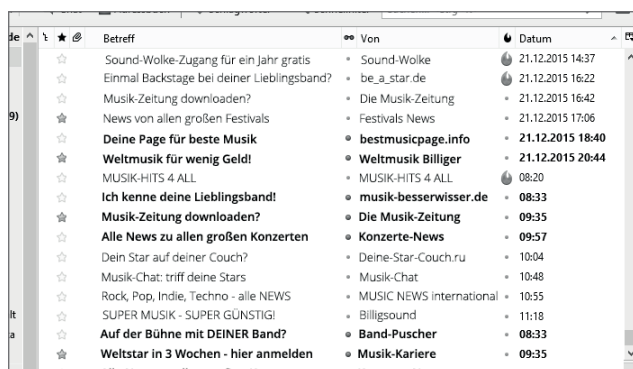 de Betreff Von Datum
Sound-Wolke-Zugang für ein Jahr gratis Sound-Wolke 21.12.2015 14:37
Einmal Backstage bei deiner Lieblingsband? be_a_star.de 21.12.2015 16:22
Musik-Zeitung downloaden? Die Musik-Zeitung 21.12.2015 16:42
9) News von allen großen Festivals Festivals News 21.12.2015 17:06
Deine Page für beste Musik bestmusicpage.info 21.12.2015 18:40
Weltmusik für wenig Geld! Weltmusik Billiger 21.12.2015 20:44
MUSIK-HITS 4 ALL MUSIK-HITS 4 ALL 08:20
Ich kenne deine Lieblingsband! musik-besserwisser.de 08:33
Musik-Zeitung downloaden? Die Musik-Zeitung 09:35
Alle News zu allen großen Konzerten Konzerte-News 09:57
Dein Star auf deiner Couch? Deine-Star-Couch.ru 10:04
Musik-Chat: triff deine Stars Musik-Chat 10:48
Rock, Pop, Indie, Techno - alle NEWS MUSIC NEWS international 10:55
lt SUPER MUSIK - SUPER GÜNSTIG! Billigsound 11:18
ta Auf der Bühne mit DEINER Band? Band-Puscher 08:33
Weltstar in 3 Wochen - hier anmelden Musik-Kariere 09:35